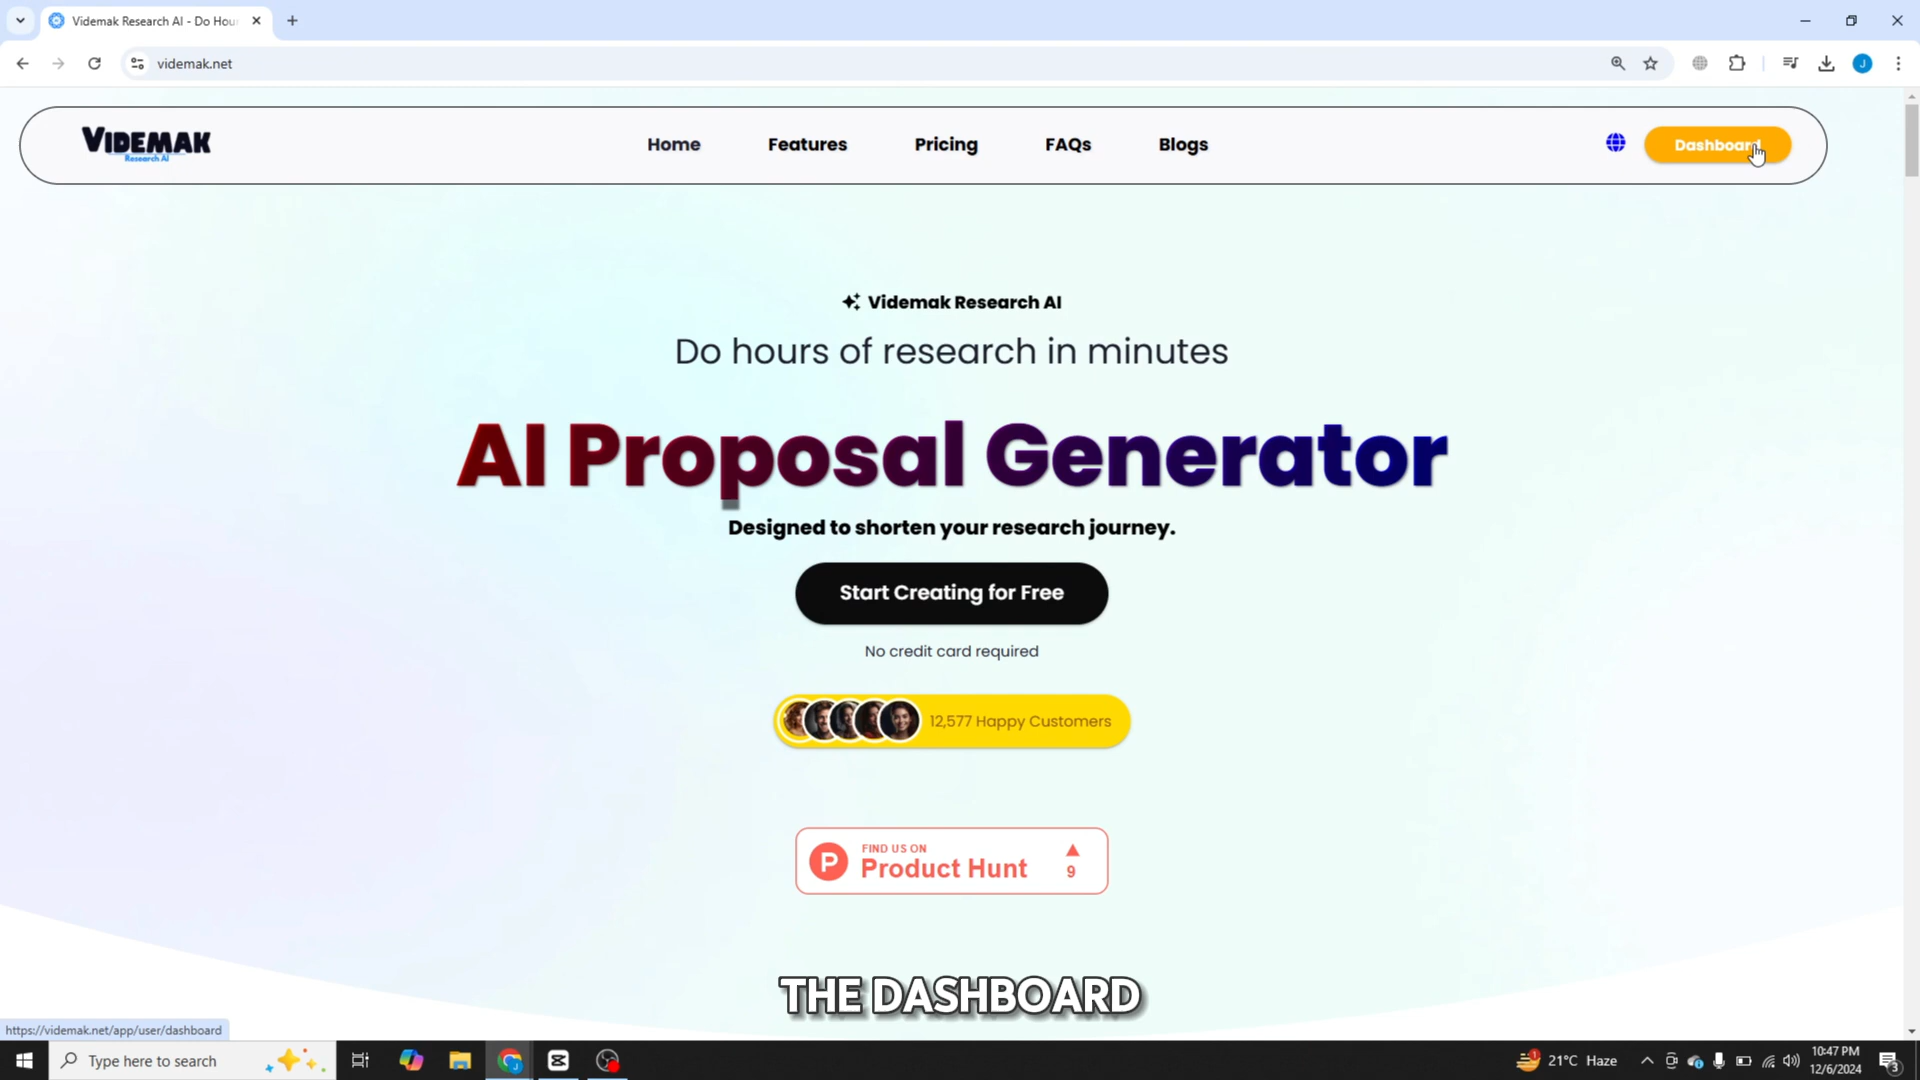 Videmak Research AI - Do Hou
videmak.net
J
VIDEMAK
Research AI
Home
Features
Pricing
FAQs
Blogs
Dashboard
Videmak Research AI
Do hours of research in minutes
AI Proposal Generator
Designed to shorten your research journey.
Start Creating for Free
No credit card required
12,577 Happy Customers
P
FIND US ON
Product Hunt
9
THE DASHBOARD
https://videmak.net/app/user/dashboard
Type here to search
1
21°C Haze
10:47 PM
12/6/2024
3